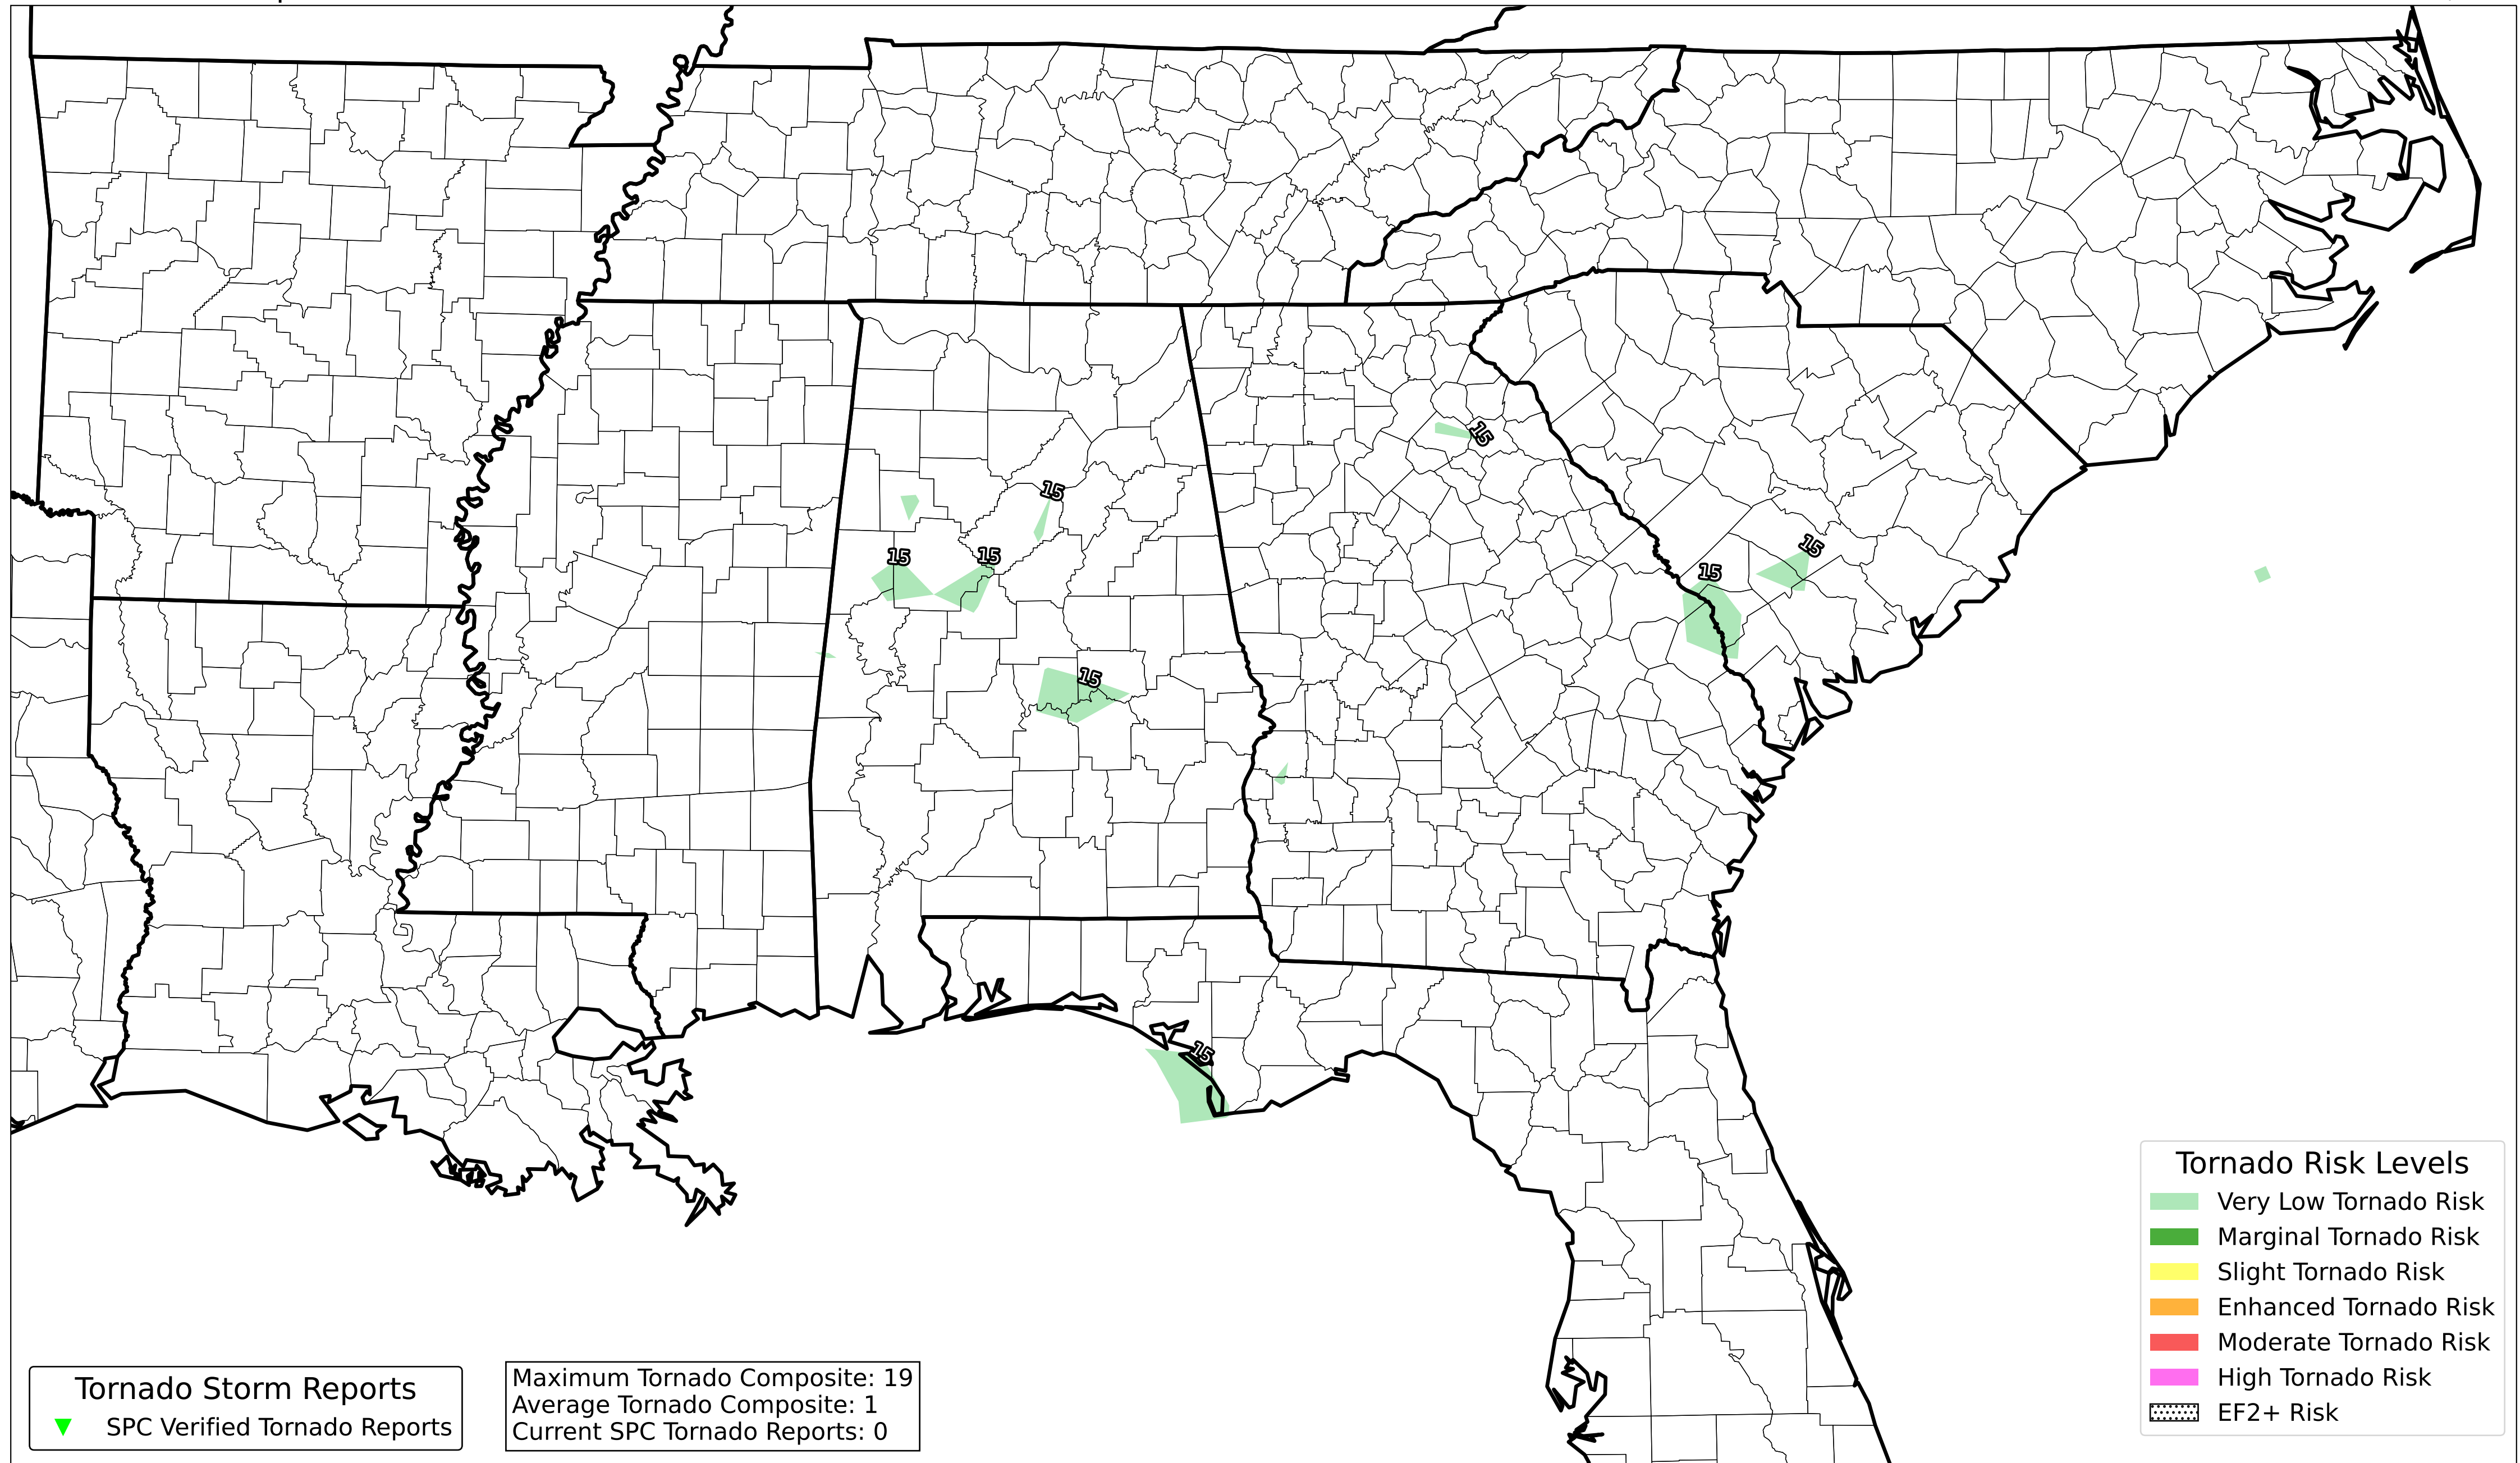 15
15
15
15
15
15
15
15
Tornado Risk Levels
Very Low Tornado Risk
Marginal Tornado Risk
Slight Tornado Risk
Enhanced Tornado Risk
Moderate Tornado Risk
High Tornado Risk
EF2+ Risk
Tornado Storm Reports
SPC Verified Tornado Reports
Maximum Tornado Composite: 19
Average Tornado Composite: 1
Current SPC Tornado Reports: 0